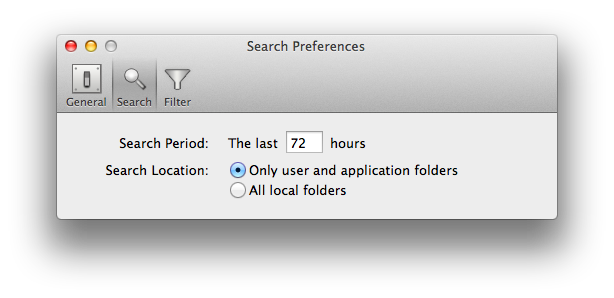 Search Preferences
General Search Filter
Search Period: The last 72 hours
Search Location: Only user and application folders
All local folders